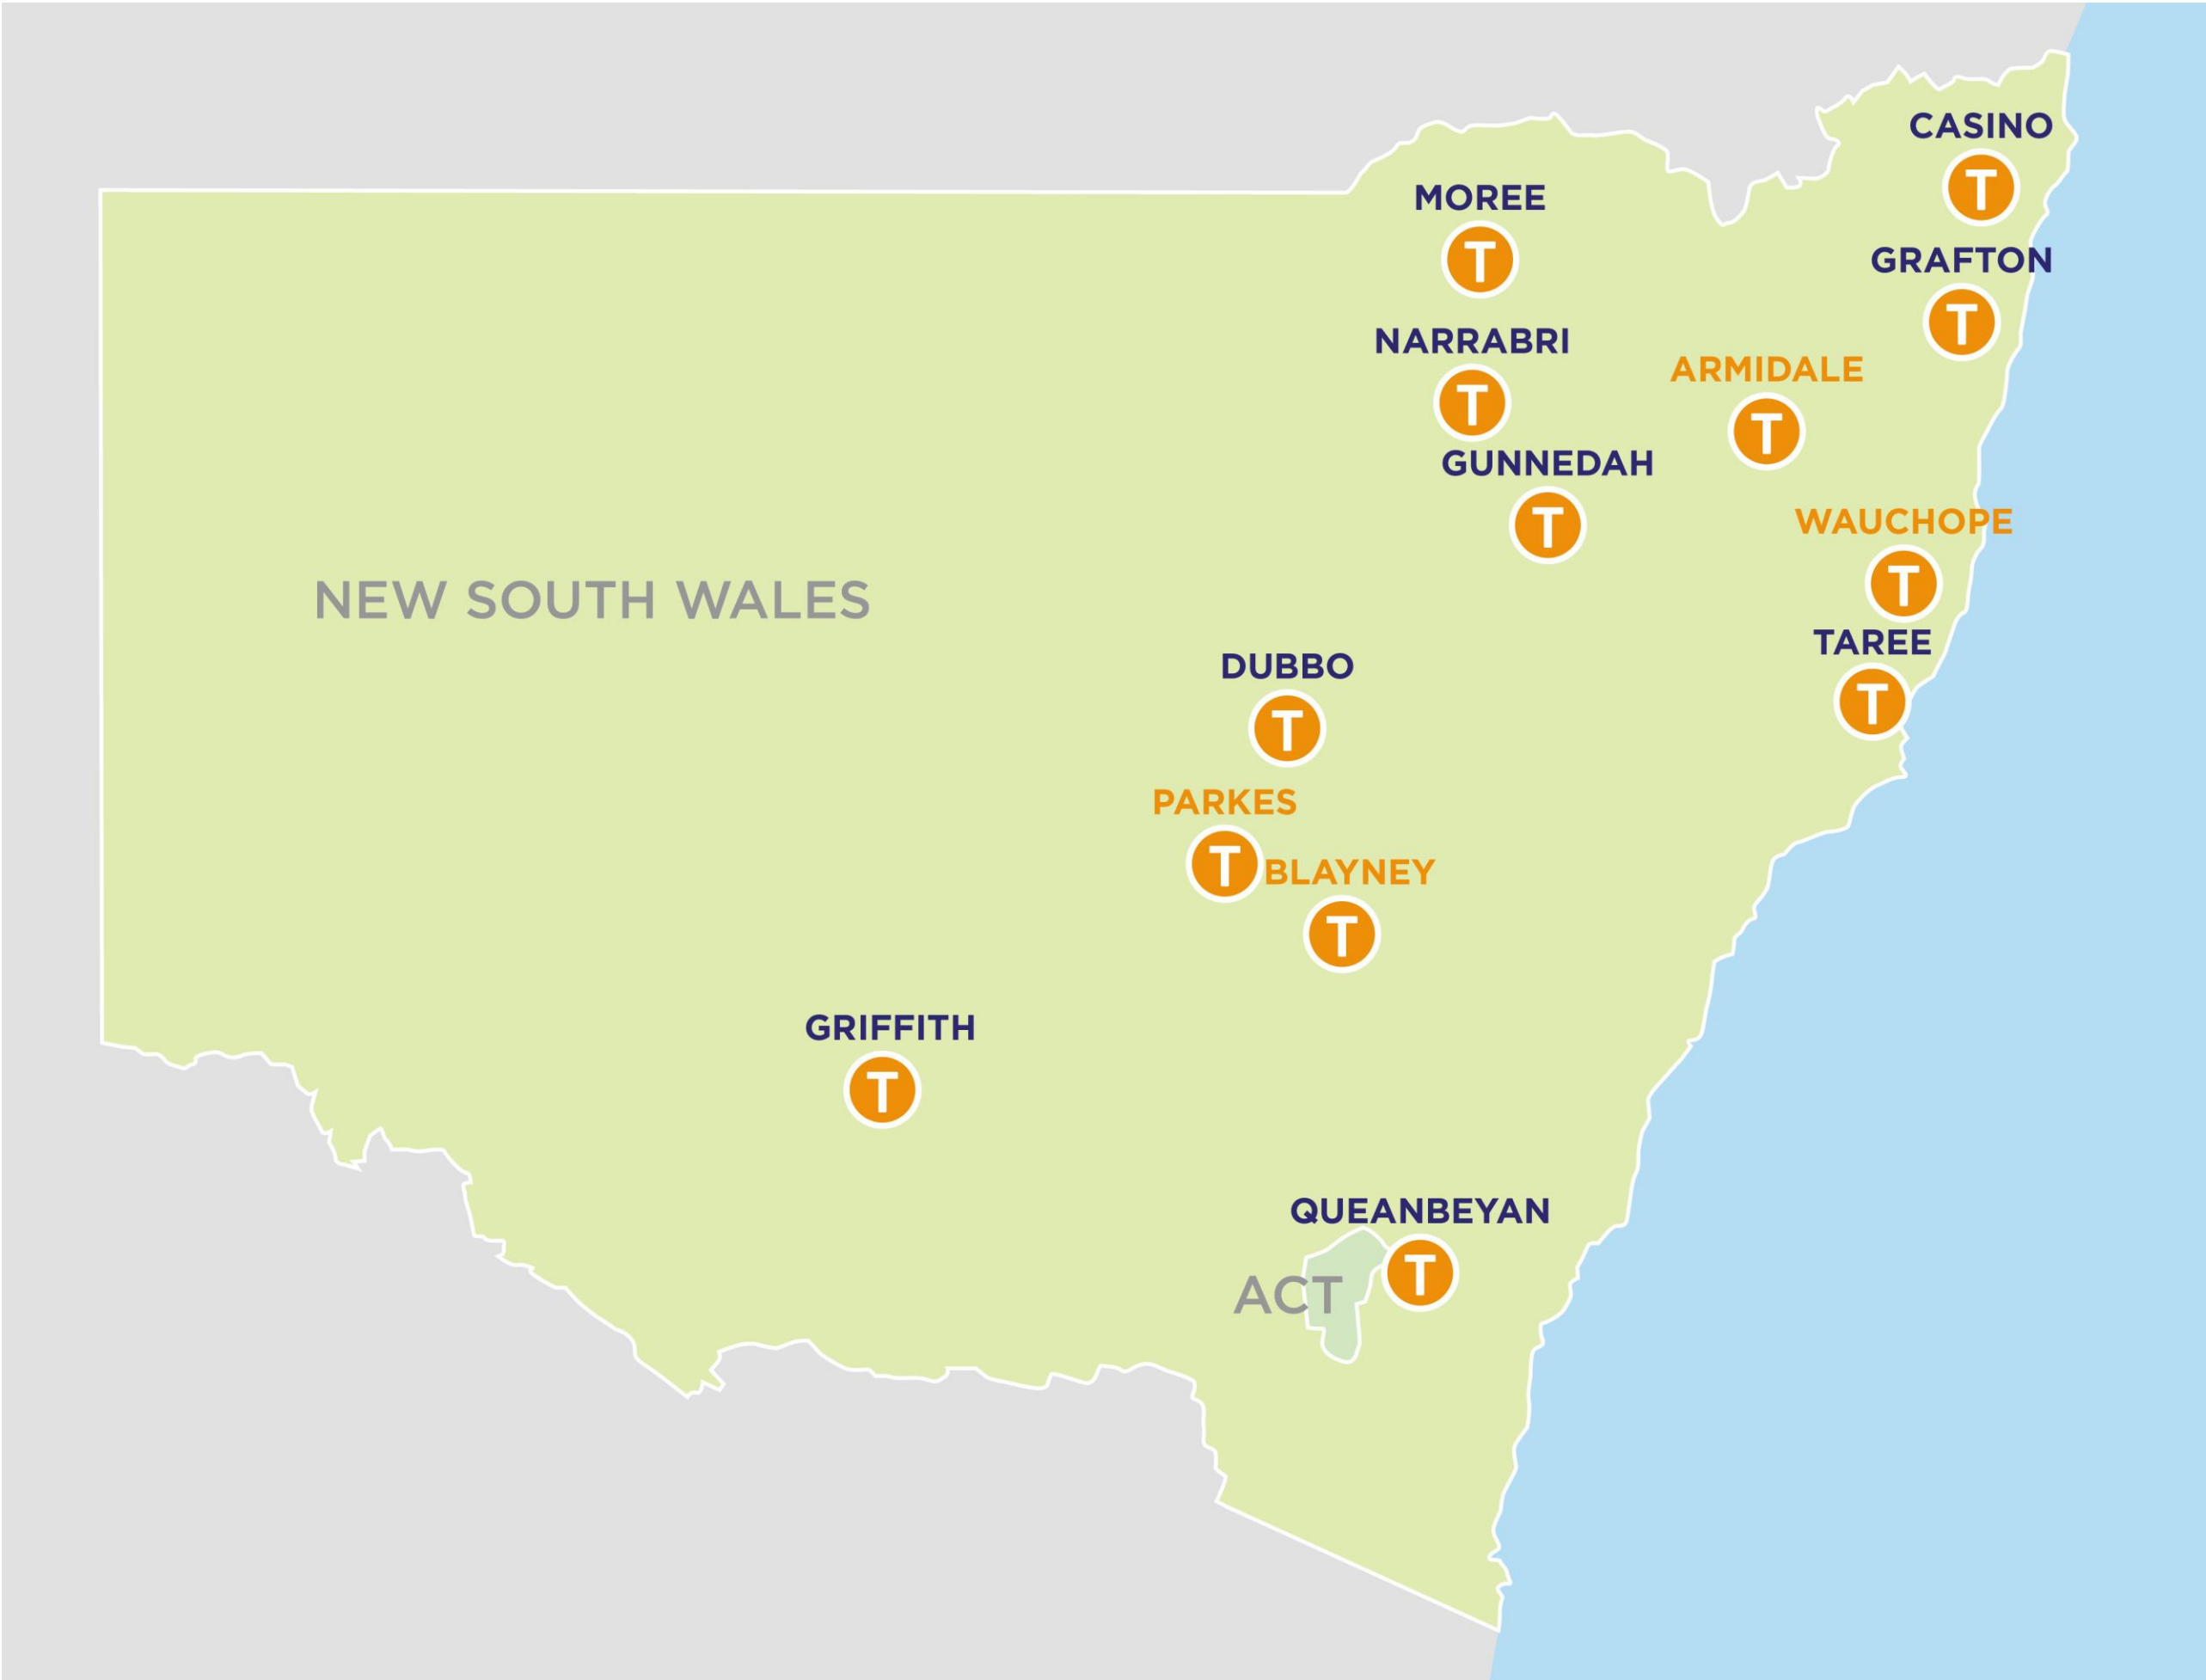 CASINO
T
MOREE
T
GRAFTON
T
NARRABRI
T
ARMIDALE
T
GUNNEDAH
T
WAUCHOPE
T
NEW SOUTH WALES
TAREE
T
DUBBO
T
PARKES
T
BLAYNEY
T
GRIFFITH
T
QUEANBEYAN
T
ACT